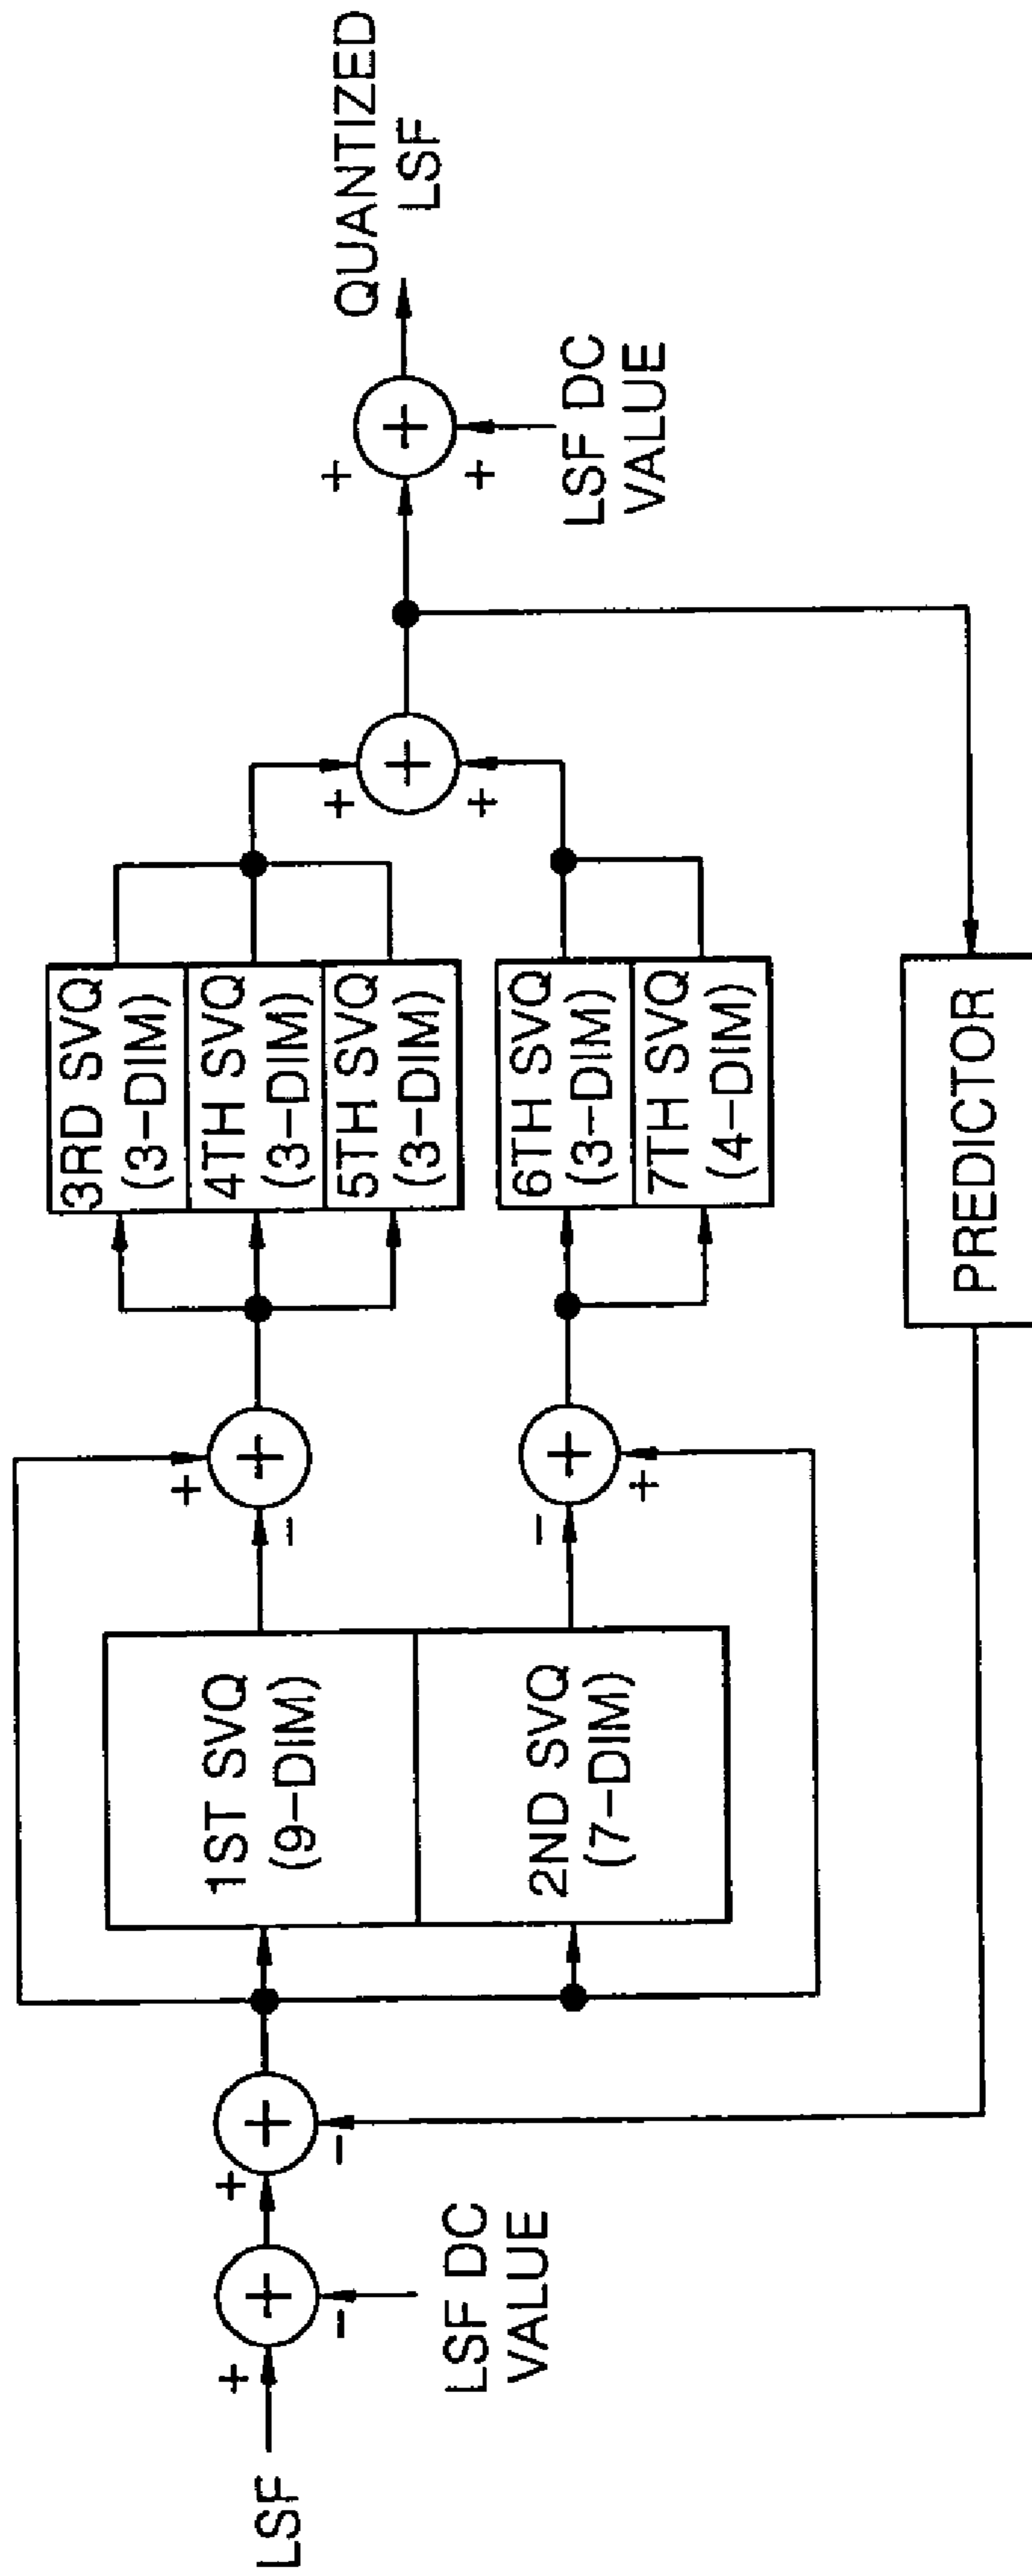 LSF
+
-
LSF DC
VALUE
+
-
1ST SVQ
(9-DIM)
2ND SVQ
(7-DIM)
+
-
-
+
3RD SVQ
(3-DIM)
4TH SVQ
(3-DIM)
5TH SVQ
(3-DIM)
6TH SVQ
(3-DIM)
7TH SVQ
(4-DIM)
PREDICTOR
+
+
+
+
LSF DC
VALUE
QUANTIZED
LSF